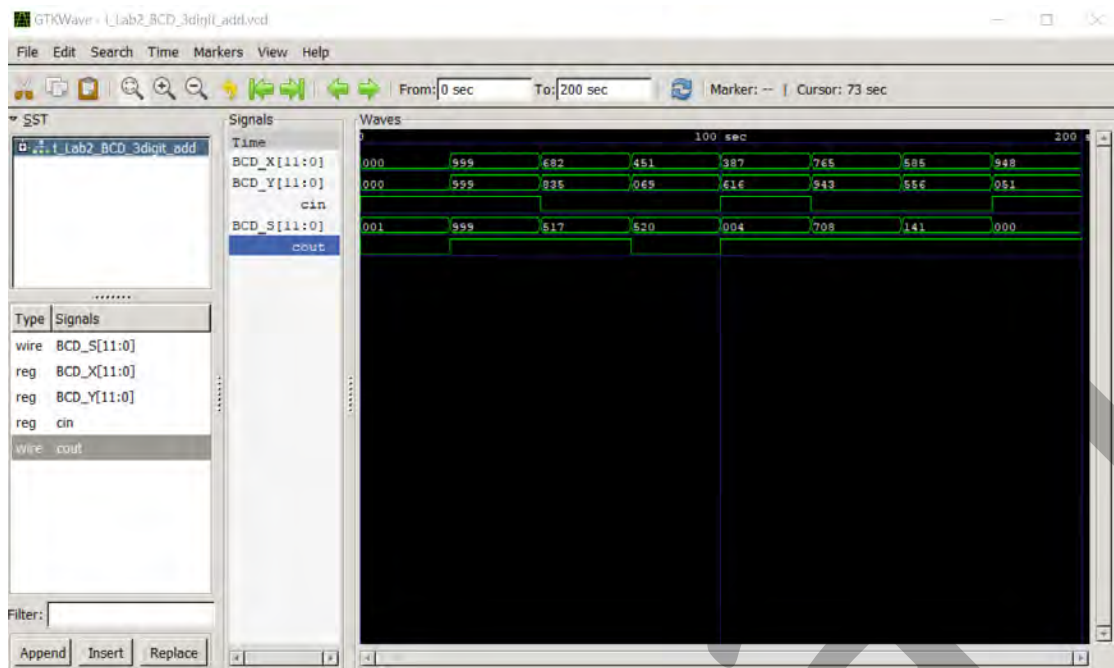 GTKWave - t_Lab2_BCD_3digit_add.vcd
File Edit Search Time Markers View Help
From: 0 sec To: 200 sec Marker: -- | Cursor: 73 sec
SST
t_Lab2_BCD_3digit_add
Type Signals
wire BCD_S[11:0]
reg BCD_X[11:0]
reg BCD_Y[11:0]
reg cin
wire cout
Filter:
Append Insert Replace
Signals
Time
BCD_X[11:0]
BCD_Y[11:0]
cin
BCD_S[11:0]
cout
Waves
0 100 sec 200 s
000 999 682 451 387 765 585 948
000 999 835 069 616 943 556 051
001 999 517 520 004 708 141 000